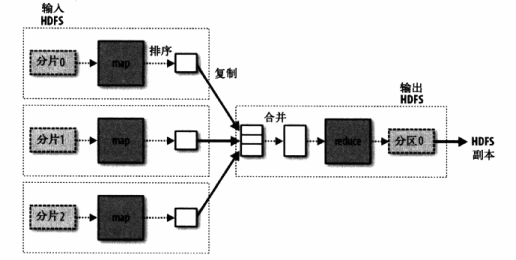 输入
HDFS
分片0
map
排序
复制
分片1
map
分片2
map
输出
HDFS
合并
reduce
分区0
HDFS
副本